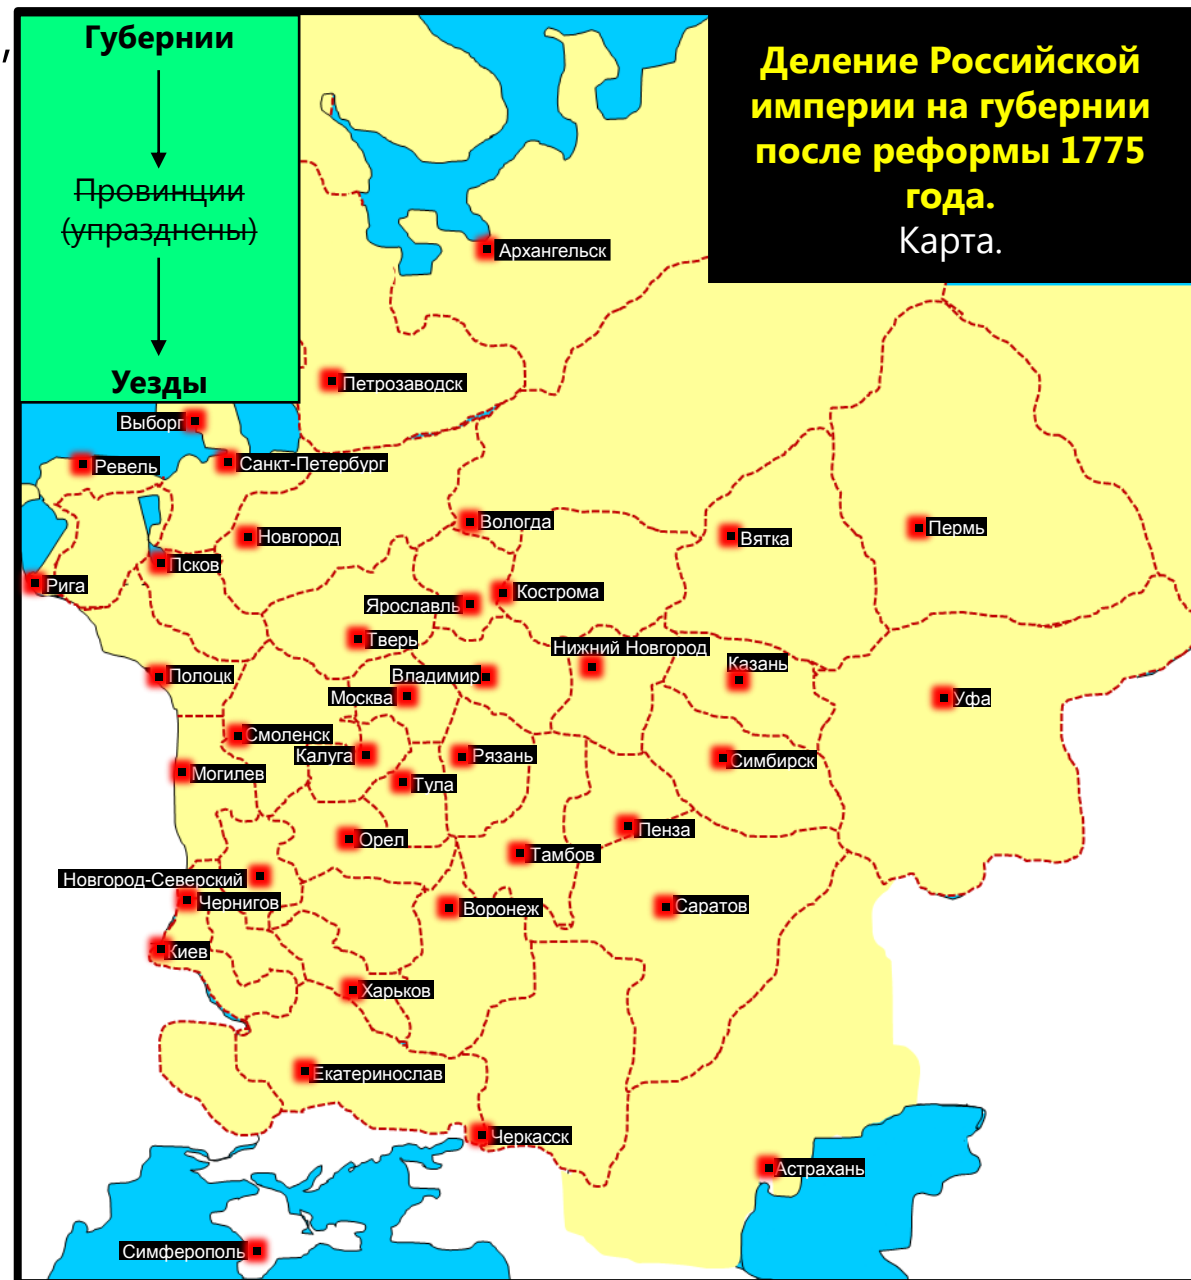 ,
Губернии
Провинции
(упразднены)
Уезды
Деление Российской
империи на губернии
после реформы 1775
года.
Карта.
Архангельск
Петрозаводск
Выборг
Ревель
Санкт-Петербург
Вологда
Новгород
Вятка
Пермь
Псков
Рига
Кострома
Ярославль
Тверь
Нижний Новгород
Казань
Полоцк
Владимир
Москва
Уфа
Смоленск
Калуга
Рязань
Симбирск
Могилев
Тула
Пенза
Орел
Тамбов
Новгород-Северский
Чернигов
Воронеж
Саратов
Киев
Харьков
Екатеринослав
Черкасск
Астрахань
Симферополь